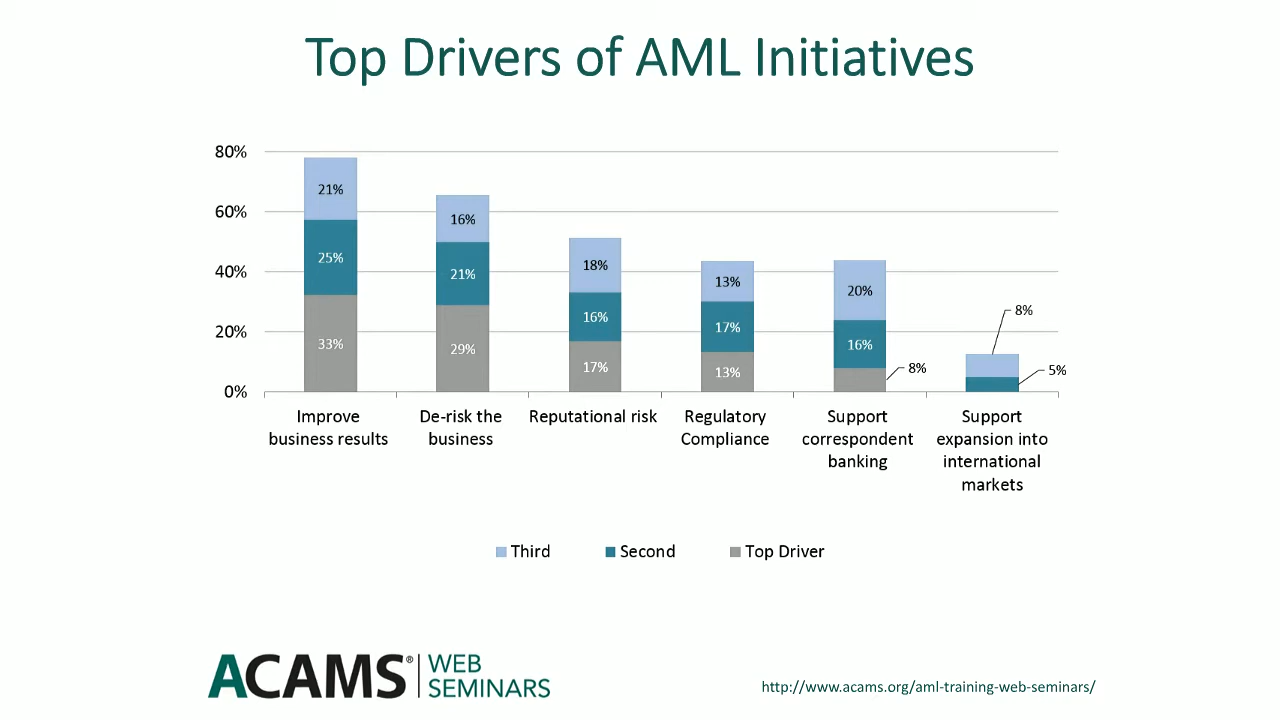 Top Drivers of AML Initiatives
80%
60%
40%
20%
0%
21%
25%
33%
16%
21%
29%
18%
16%
17%
13%
17%
13%
20%
16%
8%
8%
5%
Improve
business results
De-risk the
business
Reputational risk
Regulatory
Compliance
Support
correspondent
banking
Support
expansion into
international
markets
Third
Second
Top Driver
ACAMS® WEB
SEMINARS
http://www.acams.org/aml-training-web-seminars/